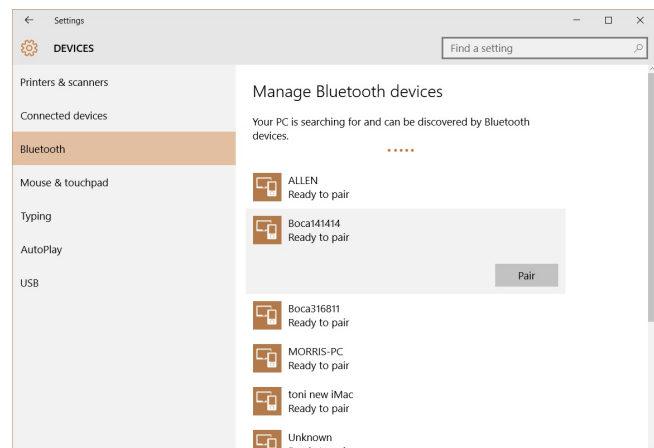 Settings
DEVICES
Find a setting
Printers & scanners
Connected devices
Bluetooth
Mouse & touchpad
Typing
AutoPlay
USB
Manage Bluetooth devices
Your PC is searching for and can be discovered by Bluetooth
devices.
ALLEN
Ready to pair
Boca141414
Ready to pair
Pair
Boca316811
Ready to pair
MORRIS-PC
Ready to pair
toni new iMac
Ready to pair
Unknown